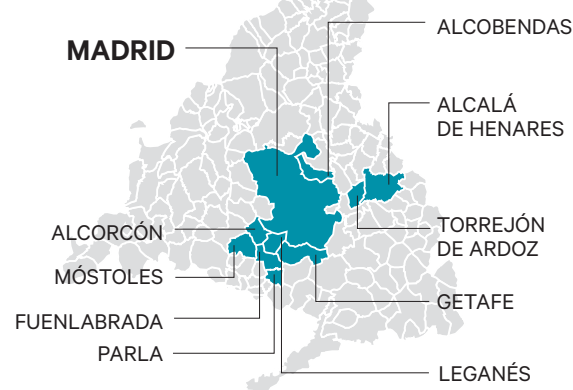 MADRID
ALCOBENDAS
ALCALÁ
DE HENARES
ALCORCÓN
TORREJÓN
DE ARDOZ
MÓSTOLES
GETAFE
FUENLABRADA
PARLA
LEGANÉS